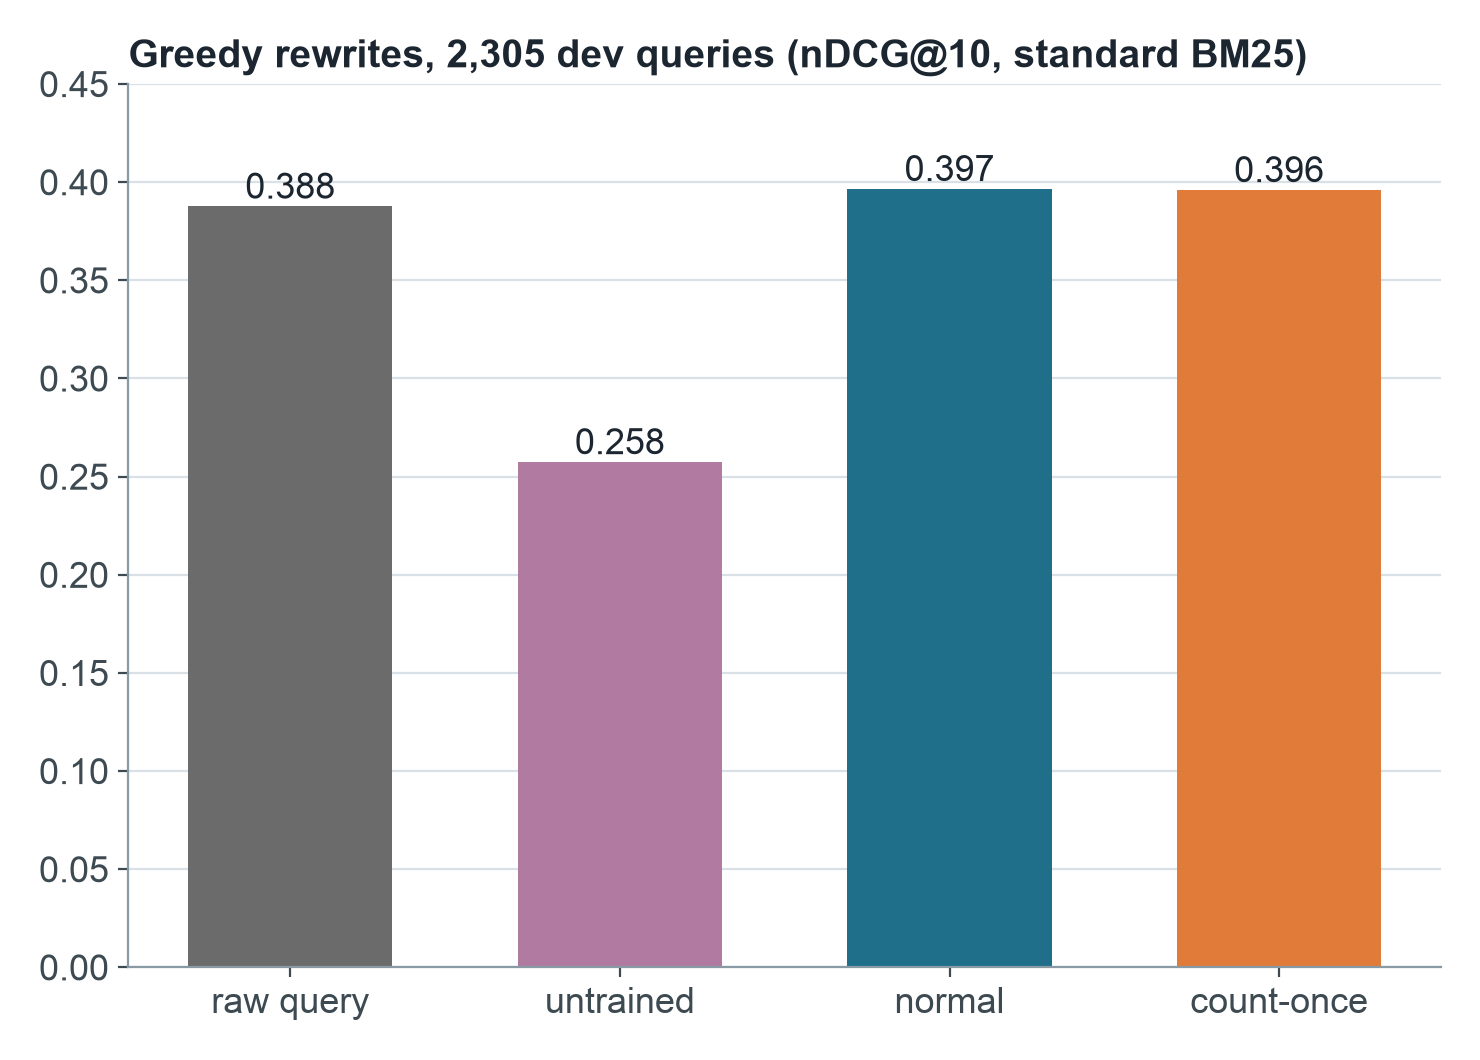 Greedy rewrites, 2,305 dev queries (nDCG@10, standard BM25)
0.45
0.40
0.35
0.30
0.25
0.20
0.15
0.10
0.05
0.00
0.388
0.258
0.397
0.396
raw query
untrained
normal
count-once